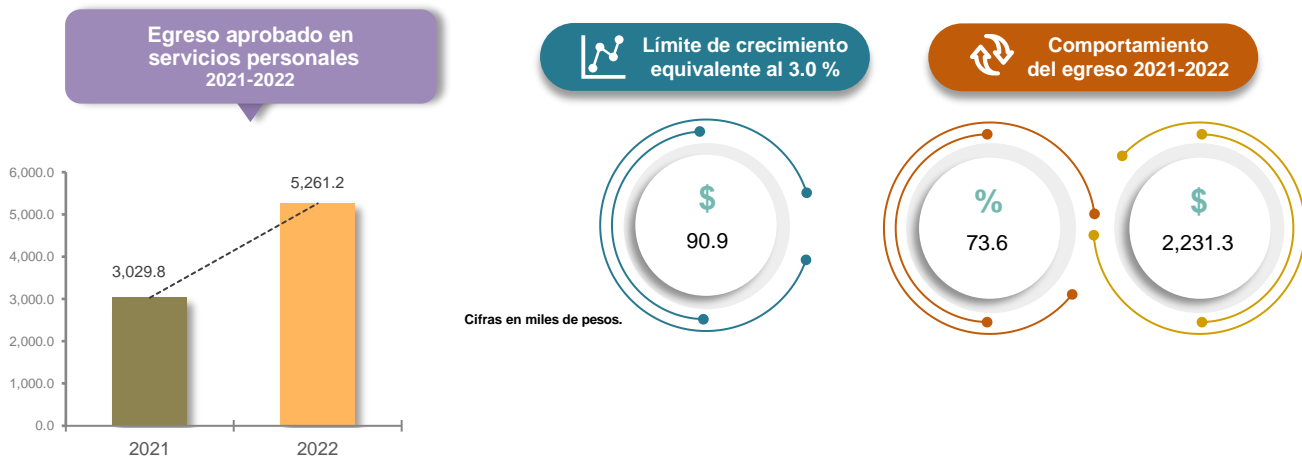 Egreso aprobado en
servicios personales
2021-2022
Límite de crecimiento
equivalente al 3.0 %
Comportamiento
del egreso 2021-2022
6,000.0
5,000.0
4,000.0
3,000.0
2,000.0
1,000.0
0.0
3,029.8
5,261.2
2021
2022
$
90.9
%
73.6
$
2,231.3
Cifras en miles de pesos.